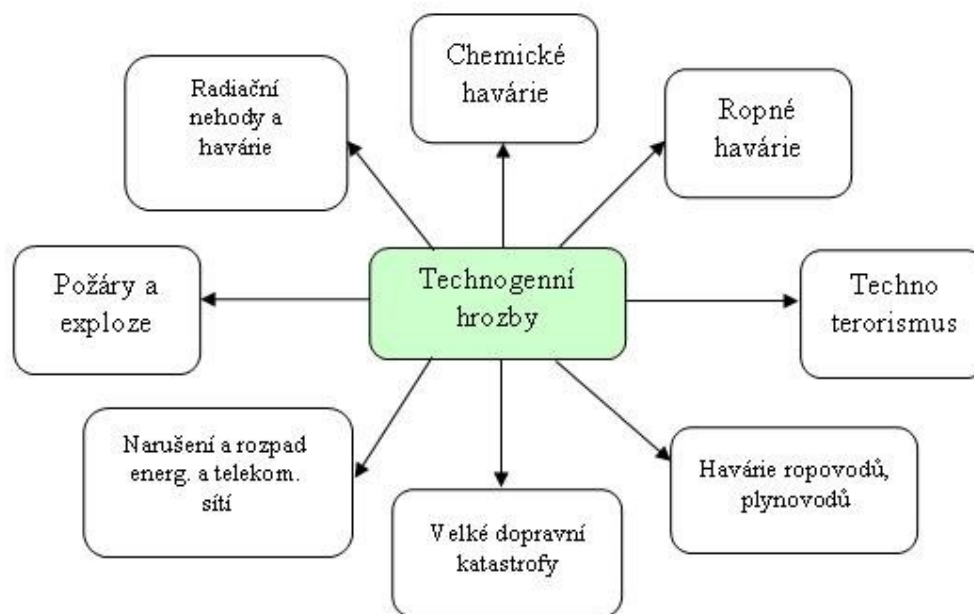 Chemické
havárie
Radiační
nehody a
havárie
Ropné
havárie
Požáry a
exploze
Technogenní
hrozby
Techno
terorismus
Narušení a rozpad
energ. a telekom.
sítí
Velké dopravní
katastrofy
Havárie ropovodů,
plynovodů